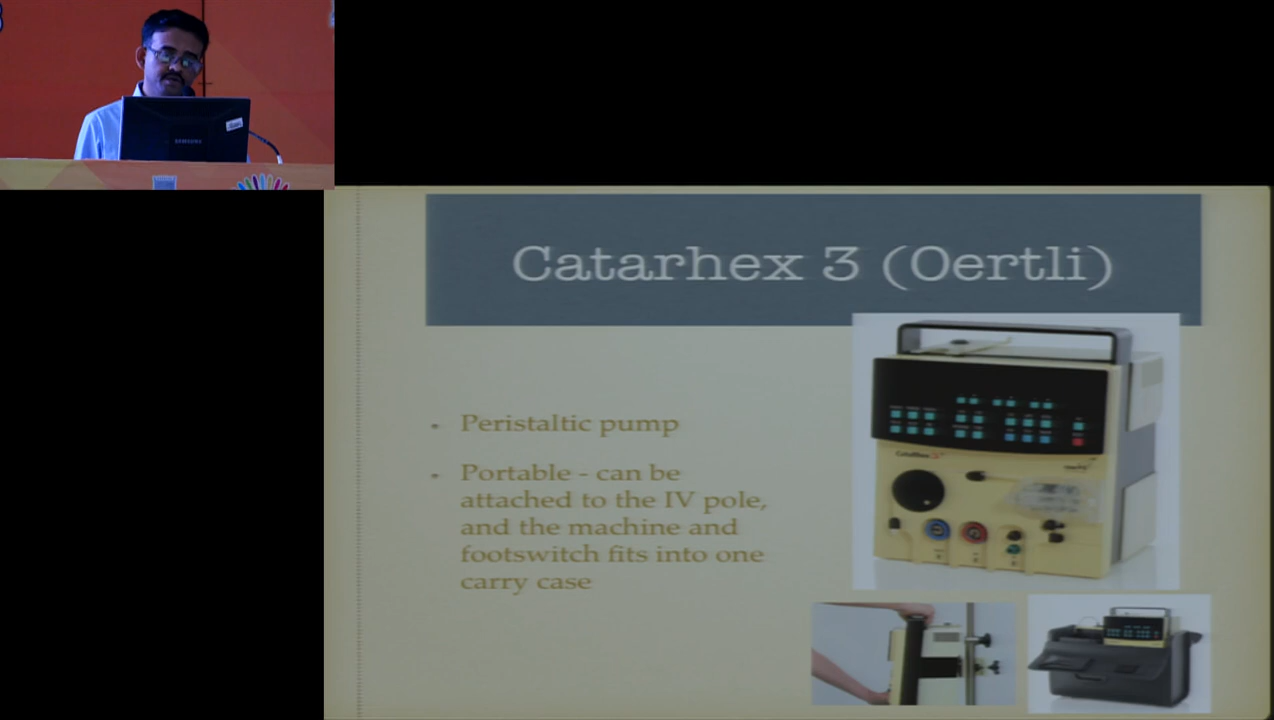 SAMSUNG
Catarhex 3 (Oertli)
• Peristaltic pump
• Portable - can be
attached to the IV pole,
and the machine and
footswitch fits into one
carry case